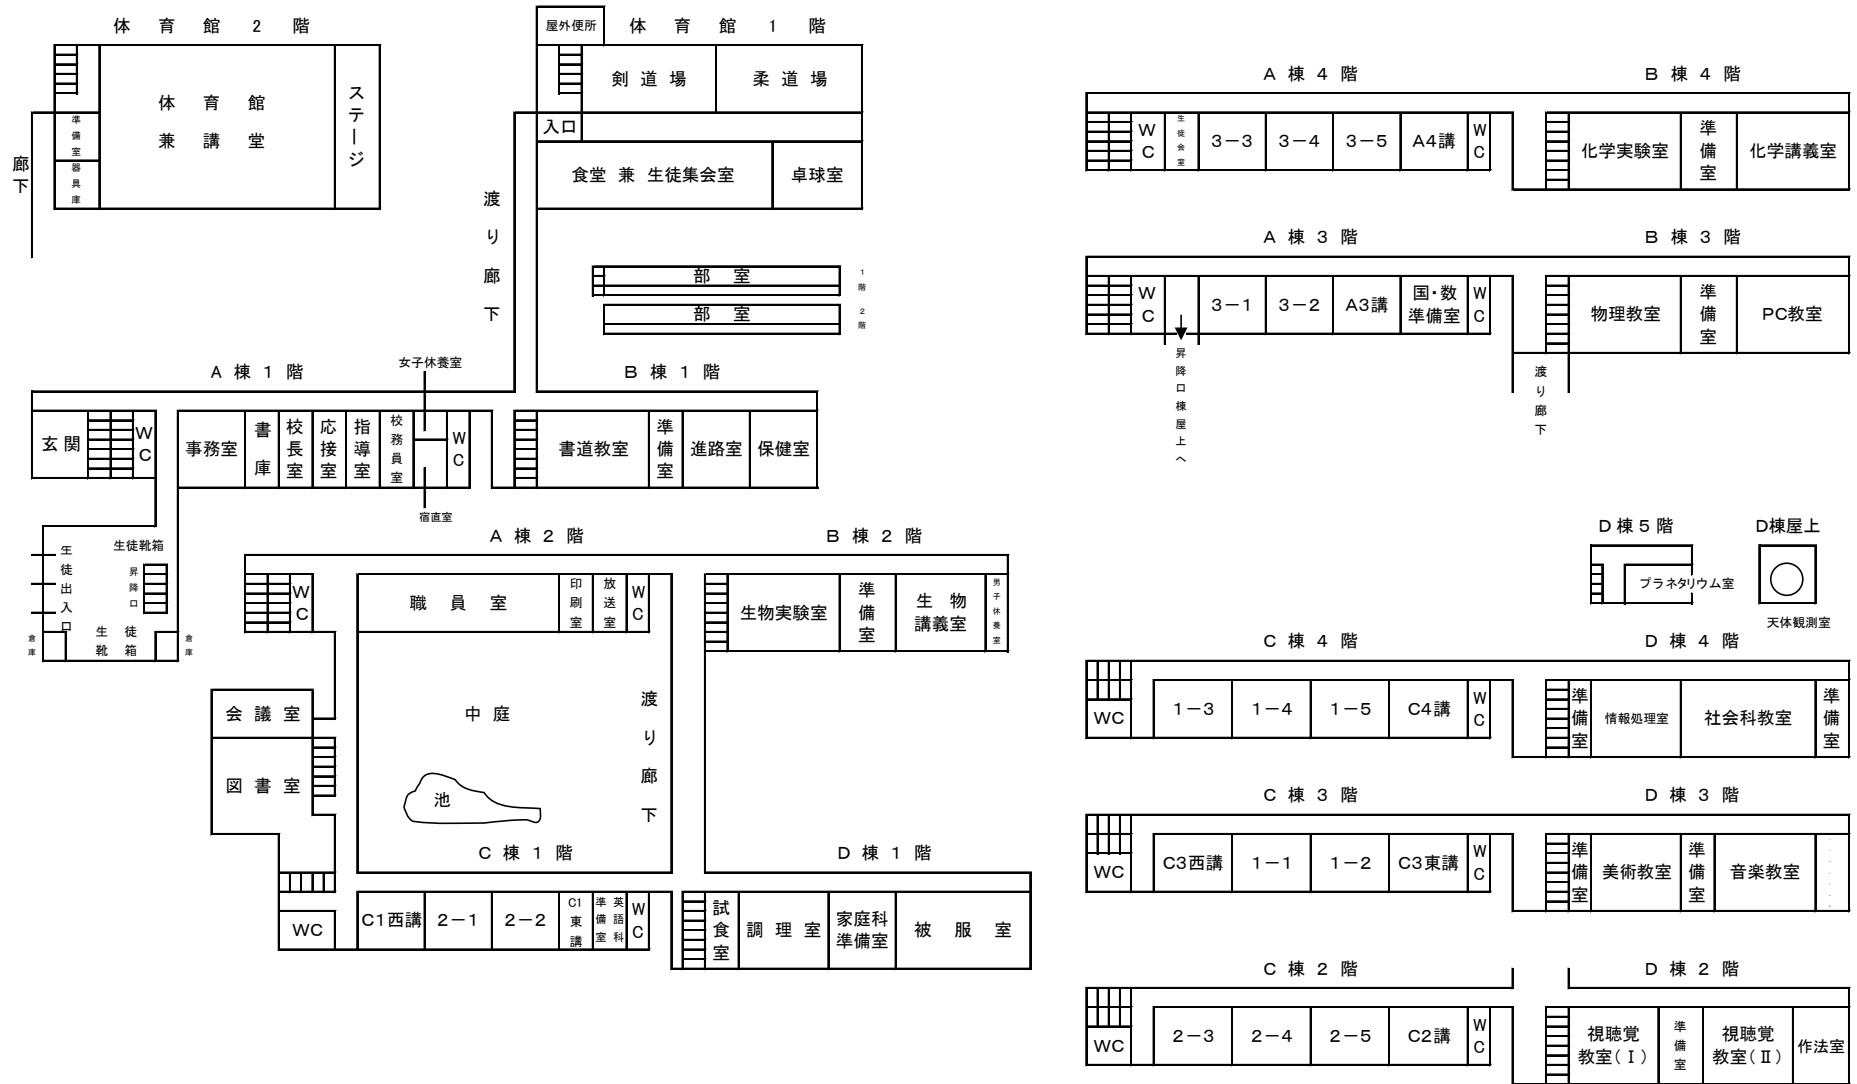 体育館2階
準備室
器具庫
体育館
兼講堂
ステージ
廊下
屋外便所
体育館1階
剣道場
柔道場
入口
食堂 兼 生徒集会室
卓球室
渡り廊下
部室
1階
部室
2階
A棟1階
女子休養室
B棟1階
玄関
WC
事務室
書庫
校長室
応接室
指導室
校務員室
WC
宿直室
書道教室
準備室
進路室
保健室
生徒出入口
生徒靴箱
昇降口
倉庫
生徒
靴箱
倉庫
A棟2階
B棟2階
WC
職員室
印刷室
放送室
WC
生物実験室
準備室
生物
講義室
男子休養室
会議室
図書室
中庭
池
渡り廊下
C棟1階
D棟1階
WC
C1西講
2-1
2-2
C1東講
英語科
準備室
WC
試食室
調理室
家庭科
準備室
被服室
A棟4階
B棟4階
WC
生徒会室
3-3
3-4
3-5
A4講
WC
化学実験室
準備室
化学講義室
A棟3階
B棟3階
WC
昇降口棟屋上へ
3-1
3-2
A3講
国・数
準備室
WC
渡り廊下
物理教室
準備室
PC教室
D棟5階
D棟屋上
プラネタリウム室
天体観測室
C棟4階
D棟4階
WC
1-3
1-4
1-5
C4講
WC
準備室
情報処理室
社会科教室
準備室
C棟3階
D棟3階
WC
C3西講
1-1
1-2
C3東講
WC
準備室
美術教室
準備室
音楽教室
C棟2階
D棟2階
WC
2-3
2-4
2-5
C2講
WC
視聴覚
教室(Ⅰ)
準備室
視聴覚
教室(Ⅱ)
作法室